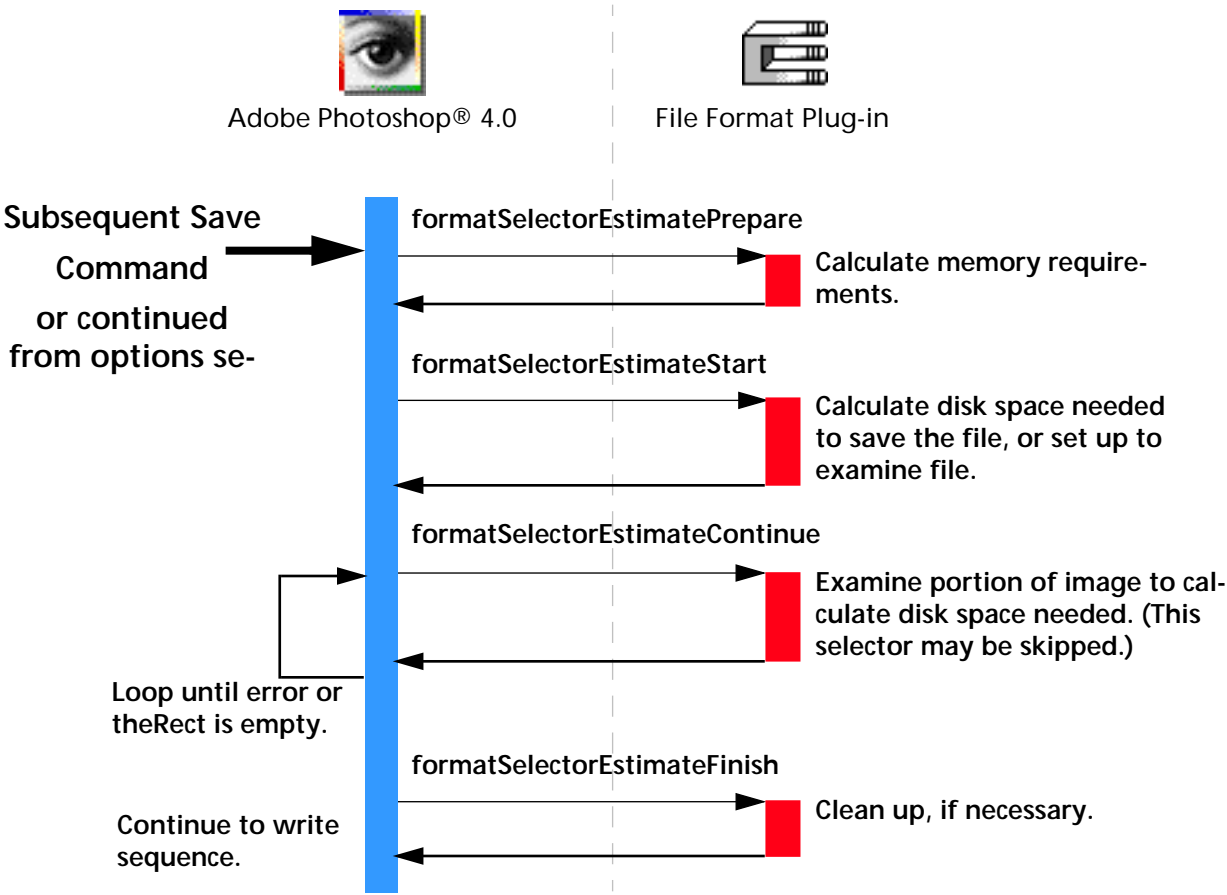 Adobe Photoshop® 4.0
File Format Plug-in
Subsequent Save
Command
or continued
from options se-
formatSelectorEstimatePrepare
Calculate memory require-
ments.
formatSelectorEstimateStart
Calculate disk space needed
to save the file, or set up to
examine file.
formatSelectorEstimateContinue
Examine portion of image to cal-
culate disk space needed. (This
selector may be skipped.)
Loop until error or
theRect is empty.
formatSelectorEstimateFinish
Clean up, if necessary.
Continue to write
sequence.